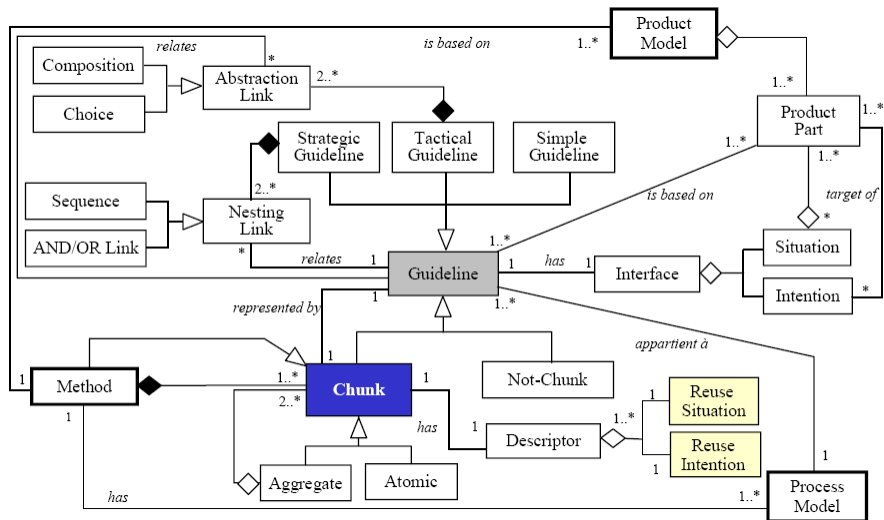 Product
Model
relates
is based on
1..*
Composition
Abstraction
Link
*
2..*
1..*
Choice
Product
Part
1..*
Strategic
Guideline
Tactical
Guideline
Simple
Guideline
1..*
1..*
is based on
target of
Sequence
2..*
Nesting
Link
*
AND/OR Link
*
relates
1
Guideline
1..*
1
has
1
Interface
Situation
Intention
*
represented by
1
1..*
appartient à
1
Method
1
1..*
2..*
Chunk
1
Not-Chunk
1
has
1
Descriptor
1..*
1
Reuse
Situation
1
Reuse
Intention
Aggregate
Atomic
1
has
1..*
Process
Model
1